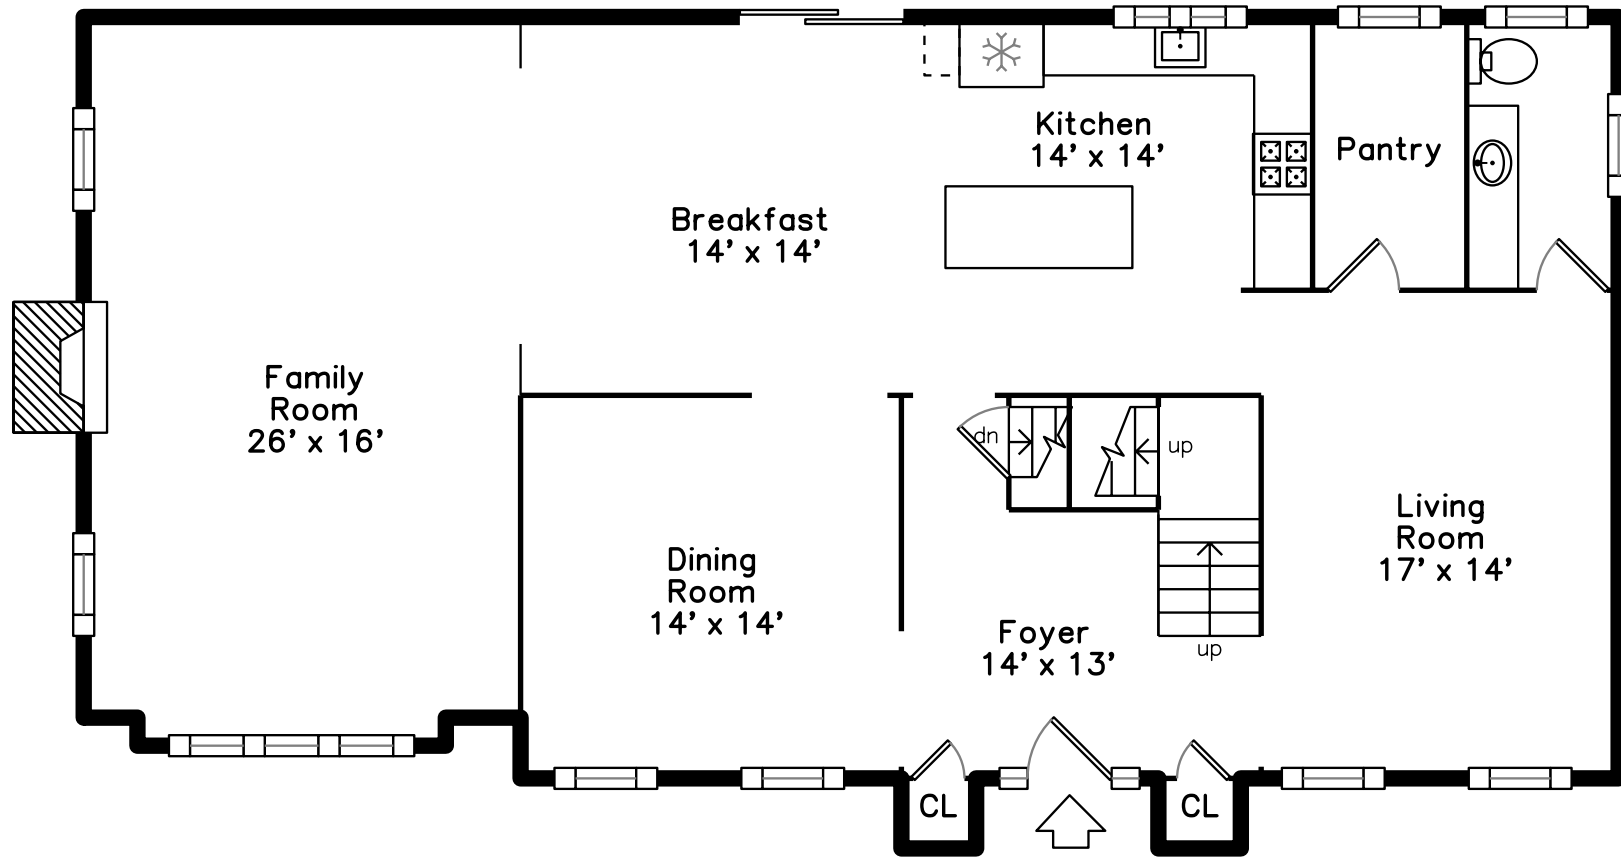 Kitchen
14' x 14'
Pantry
Breakfast
14' x 14'
Family
Room
26' x 16'
dn
up
Living
Room
17' x 14'
Dining
Room
14' x 14'
Foyer
14' x 13'
up
CL
CL